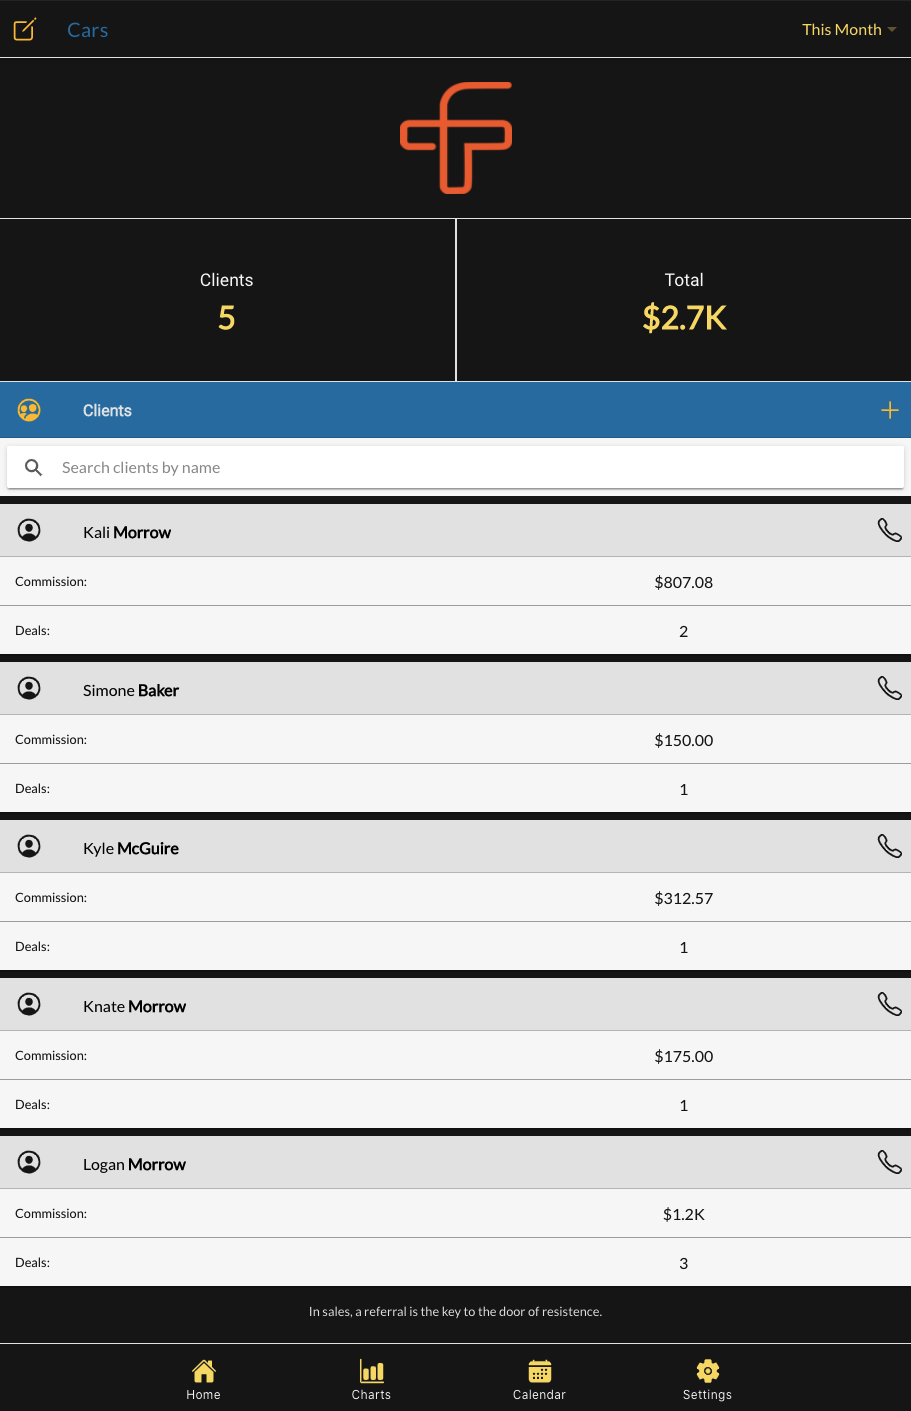 Cars
This Month
Clients
5
Total
$2.7K
Clients
Search clients by name
Kali Morrow
Commission:
$807.08
Deals:
2
Simone Baker
Commission:
$150.00
Deals:
1
Kyle McGuire
Commission:
$312.57
Deals:
1
Knate Morrow
Commission:
$175.00
Deals:
1
Logan Morrow
Commission:
$1.2K
Deals:
3
In sales, a referral is the key to the door of resistence.
Home
Charts
Calendar
Settings